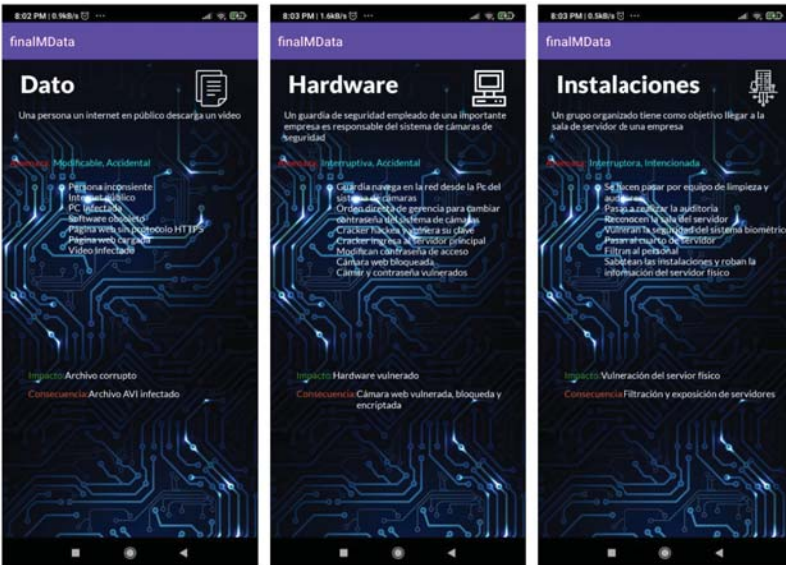 8:02 PM | 0.9kB/s
finalMData
Dato
Una persona un internet en público descarga un video
Amenaza: Modificable, Accidental
Persona inconsiente
Internet público
PC infectada
Software obsoleto
Página web sin protocolo HTTPS
Página web cargada
Video infectado
Impacto:Archivo corrupto
Consecuencia:Archivo AVI infectado
8:03 PM | 1.6kB/s
finalMData
Hardware
Un guardia de seguridad empleado de una importante
empresa es responsable del sistema de cámaras de
seguridad
Amenaza: Interruptiva, Accidental
Guardia navega en la red desde la Pc del
sistema de cámaras
Orden directa de gerencia para cambiar
contraseña del sistema de cámaras
Cracker hackea y vulnera su clave
Cracker ingresa al servidor principal
Modifican contraseña de acceso
Cámara web bloqueada
Cámar y contraseña vulnerados
Impacto:Hardware vulnerado
Consecuencia:Cámara web vulnerada, bloqueda y
encriptada
8:03 PM | 0.5kB/s
finalMData
Instalaciones
Un grupo organizado tiene como objetivo llegar a la
sala de servidor de una empresa
Amenaza: Interruptora, Intencionada
Se hacen pasar por equipo de limpieza y
auditores
Pasan a realizar la auditoria
Reconocen la sala del servidor
Vulneran la seguridad del sistema biométrico
Pasan al cuarto de servidor
Filtran al personal
Sabotean las instalaciones y roban la
información del servidor físico
Impacto:Vulneración del servior físico
Consecuencia:Filtración y exposición de servidores